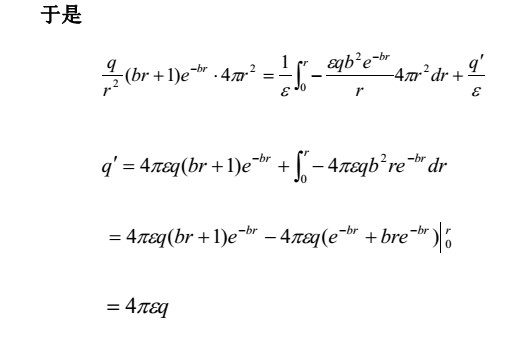 于是
q/r² (br+1)e^{-br} · 4πr² = 1/ε ∫₀^r − εqb²e^{-br}/r 4πr² dr + q′/ε
q′ = 4πεq(br+1)e^{-br} + ∫₀^r − 4πεqb²re^{-br}dr
= 4πεq(br+1)e^{-br} − 4πεq(e^{-br} + bre^{-br})|₀^r
= 4πεq